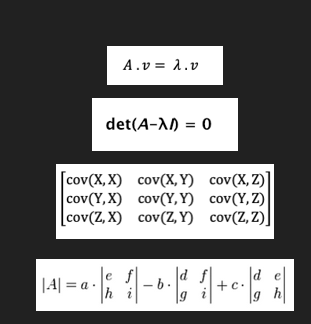 A . v = λ . v
det(A-λI) = 0
[cov(X,X) cov(X,Y) cov(X,Z)]
[cov(Y,X) cov(Y,Y) cov(Y,Z)]
[cov(Z,X) cov(Z,Y) cov(Z,Z)]
|A| = a · |e f; h i| − b · |d f; g i| + c · |d e; g h|